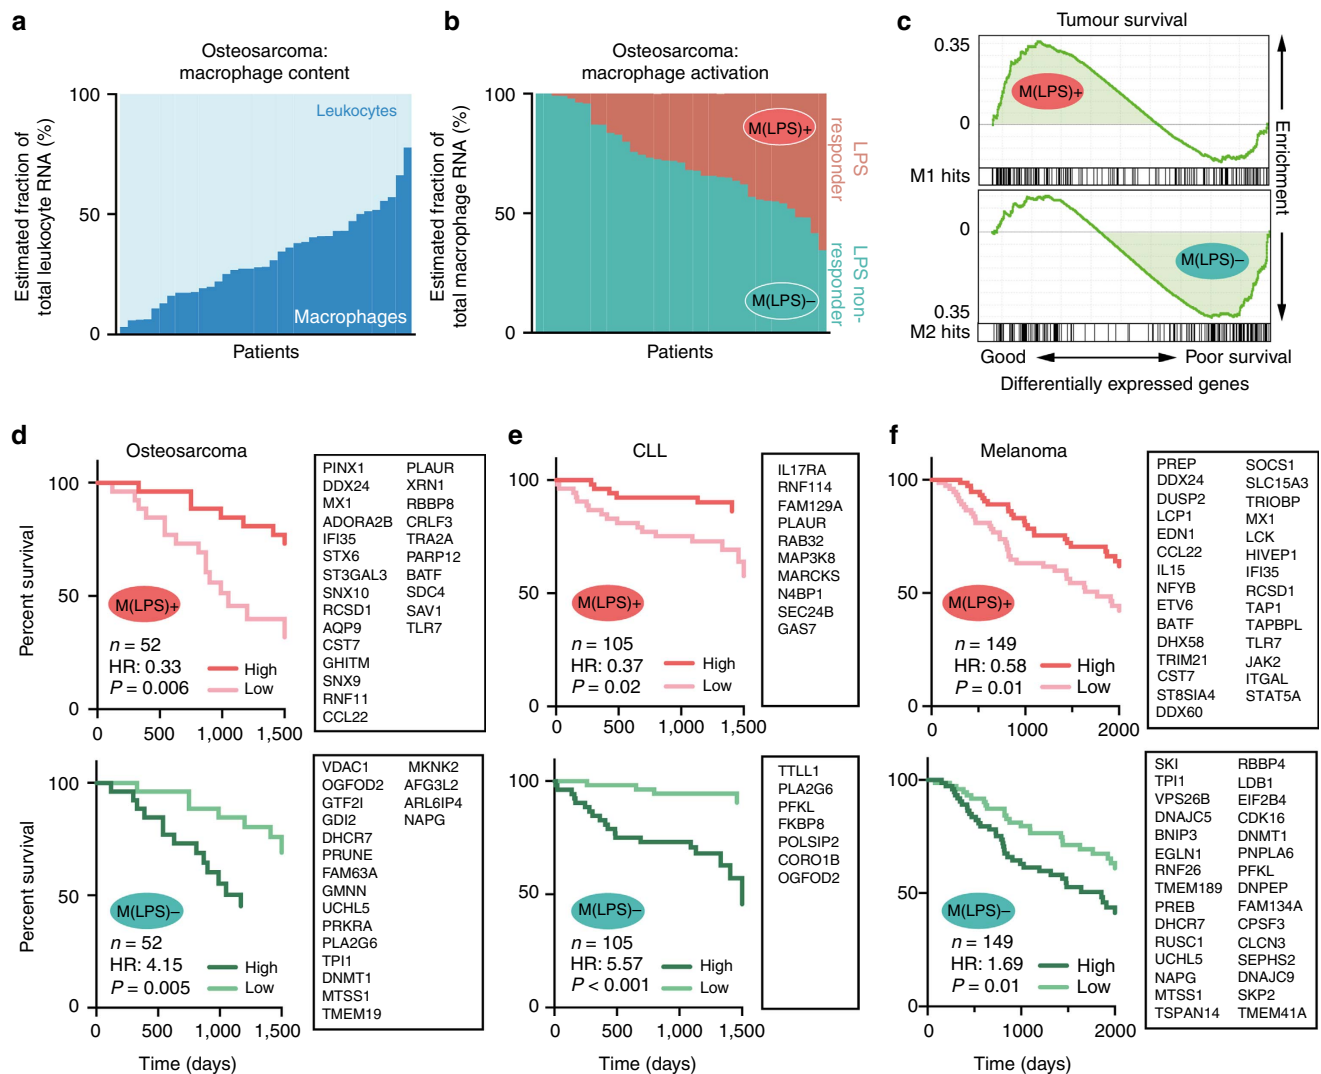 a
Osteosarcoma:
macrophage content
Estimated fraction of
total leukocyte RNA (%)
100
50
0
Leukocytes
Macrophages
Patients
b
Osteosarcoma:
macrophage activation
Estimated fraction of
total macrophage RNA (%)
100
50
0
M(LPS)+
M(LPS)–
LPS
responder
LPS non-
responder
Patients
c
Tumour survival
0.35
M(LPS)+
0
M1 hits
0
M(LPS)–
0.35
M2 hits
Enrichment
Good
Poor survival
Differentially expressed genes
d
Osteosarcoma
Percent survival
100
50
0
M(LPS)+
n = 52
HR: 0.33
P = 0.006
High
Low
0 500 1,000 1,500
PINX1 PLAUR
DDX24 XRN1
MX1 RBBP8
ADORA2B CRLF3
IFI35 TRA2A
STX6 PARP12
ST3GAL3 BATF
SNX10 SDC4
RCSD1 SAV1
AQP9 TLR7
CST7
GHITM
SNX9
RNF11
CCL22
Percent survival
100
50
0
M(LPS)–
n = 52
HR: 4.15
P = 0.005
High
Low
0 500 1,000 1,500
Time (days)
VDAC1 MKNK2
OGFOD2 AFG3L2
GTF2I ARL6IP4
GDI2 NAPG
DHCR7
PRUNE
FAM63A
GMNN
UCHL5
PRKRA
PLA2G6
TPI1
DNMT1
MTSS1
TMEM19
e
CLL
100
50
0
M(LPS)+
n = 105
HR: 0.37
P = 0.02
High
Low
0 500 1,000 1,500
IL17RA
RNF114
FAM129A
PLAUR
RAB32
MAP3K8
MARCKS
N4BP1
SEC24B
GAS7
100
50
0
M(LPS)–
n = 105
HR: 5.57
P < 0.001
High
Low
0 500 1,000 1,500
Time (days)
TTLL1
PLA2G6
PFKL
FKBP8
POLSIP2
CORO1B
OGFOD2
f
Melanoma
100
50
0
M(LPS)+
n = 149
HR: 0.58
P = 0.01
High
Low
0 1000 2000
PREP SOCS1
DDX24 SLC15A3
DUSP2 TRIOBP
LCP1 MX1
EDN1 LCK
CCL22 HIVEP1
IL15 IFI35
NFYB RCSD1
ETV6 TAP1
BATF TAPBPL
DHX58 TLR7
TRIM21 JAK2
CST7 ITGAL
ST8SIA4 STAT5A
DDX60
100
50
0
M(LPS)–
n = 149
HR: 1.69
P = 0.01
High
Low
0 1000 2000
Time (days)
SKI RBBP4
TPI1 LDB1
VPS26B EIF2B4
DNAJC5 CDK16
BNIP3 DNMT1
EGLN1 PNPLA6
RNF26 PFKL
TMEM189 DNPEP
PREB FAM134A
DHCR7 CPSF3
RUSC1 CLCN3
UCHL5 SEPHS2
NAPG DNAJC9
MTSS1 SKP2
TSPAN14 TMEM41A